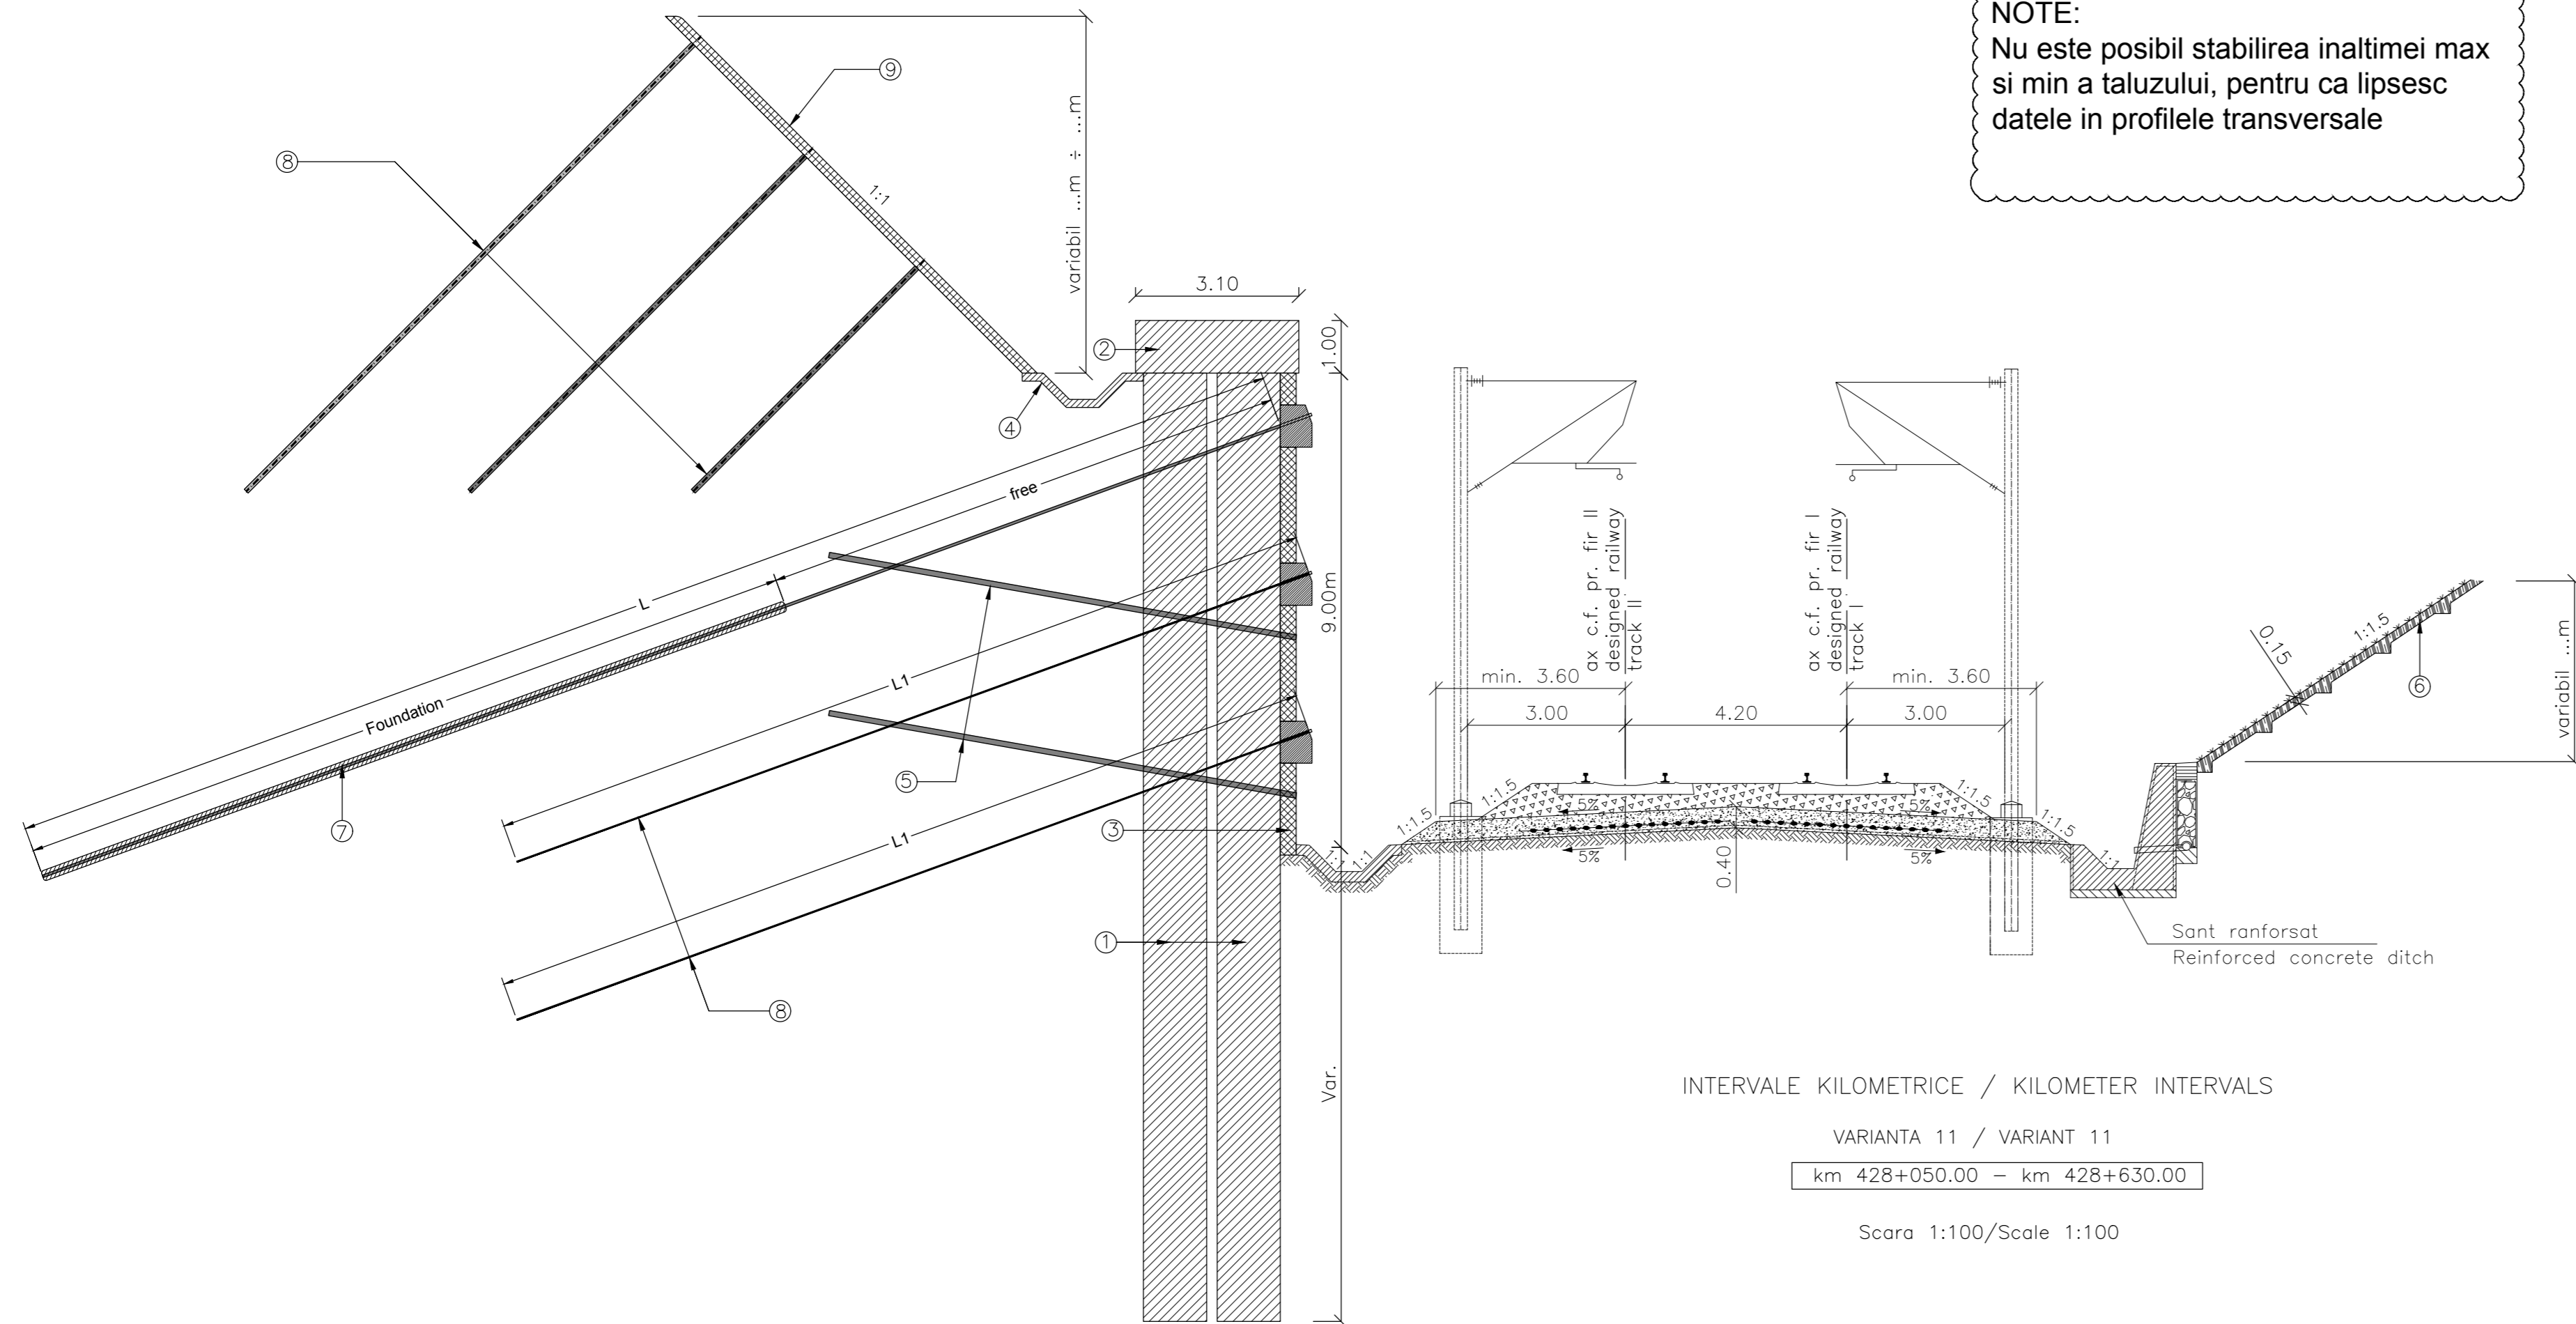 NOTE:
Nu este posibil stabilirea inaltimei max
si min a taluzului, pentru ca lipsesc
datele in profilele transversale
9
8
1:1
variabil ...m ÷ ...m
3.10
1.00
2
4
free
L
Foundation
7
L1
5
L1
8
3
1
9.00m
Var.
ax c.f. pr. fir II
designed railway
track II
ax c.f. pr. fir I
designed railway
track I
min. 3.60
min. 3.60
3.00
4.20
3.00
1:1.5
1:1.5
5%
5%
1:1.5
1:1.5
5%
5%
0.40
1:1
1:1
1:1
0.15
1:1.5
6
variabil ...m
Sant ranforsat
Reinforced concrete ditch
INTERVALE KILOMETRICE / KILOMETER INTERVALS
VARIANTA 11 / VARIANT 11
km 428+050.00 – km 428+630.00
Scara 1:100/Scale 1:100